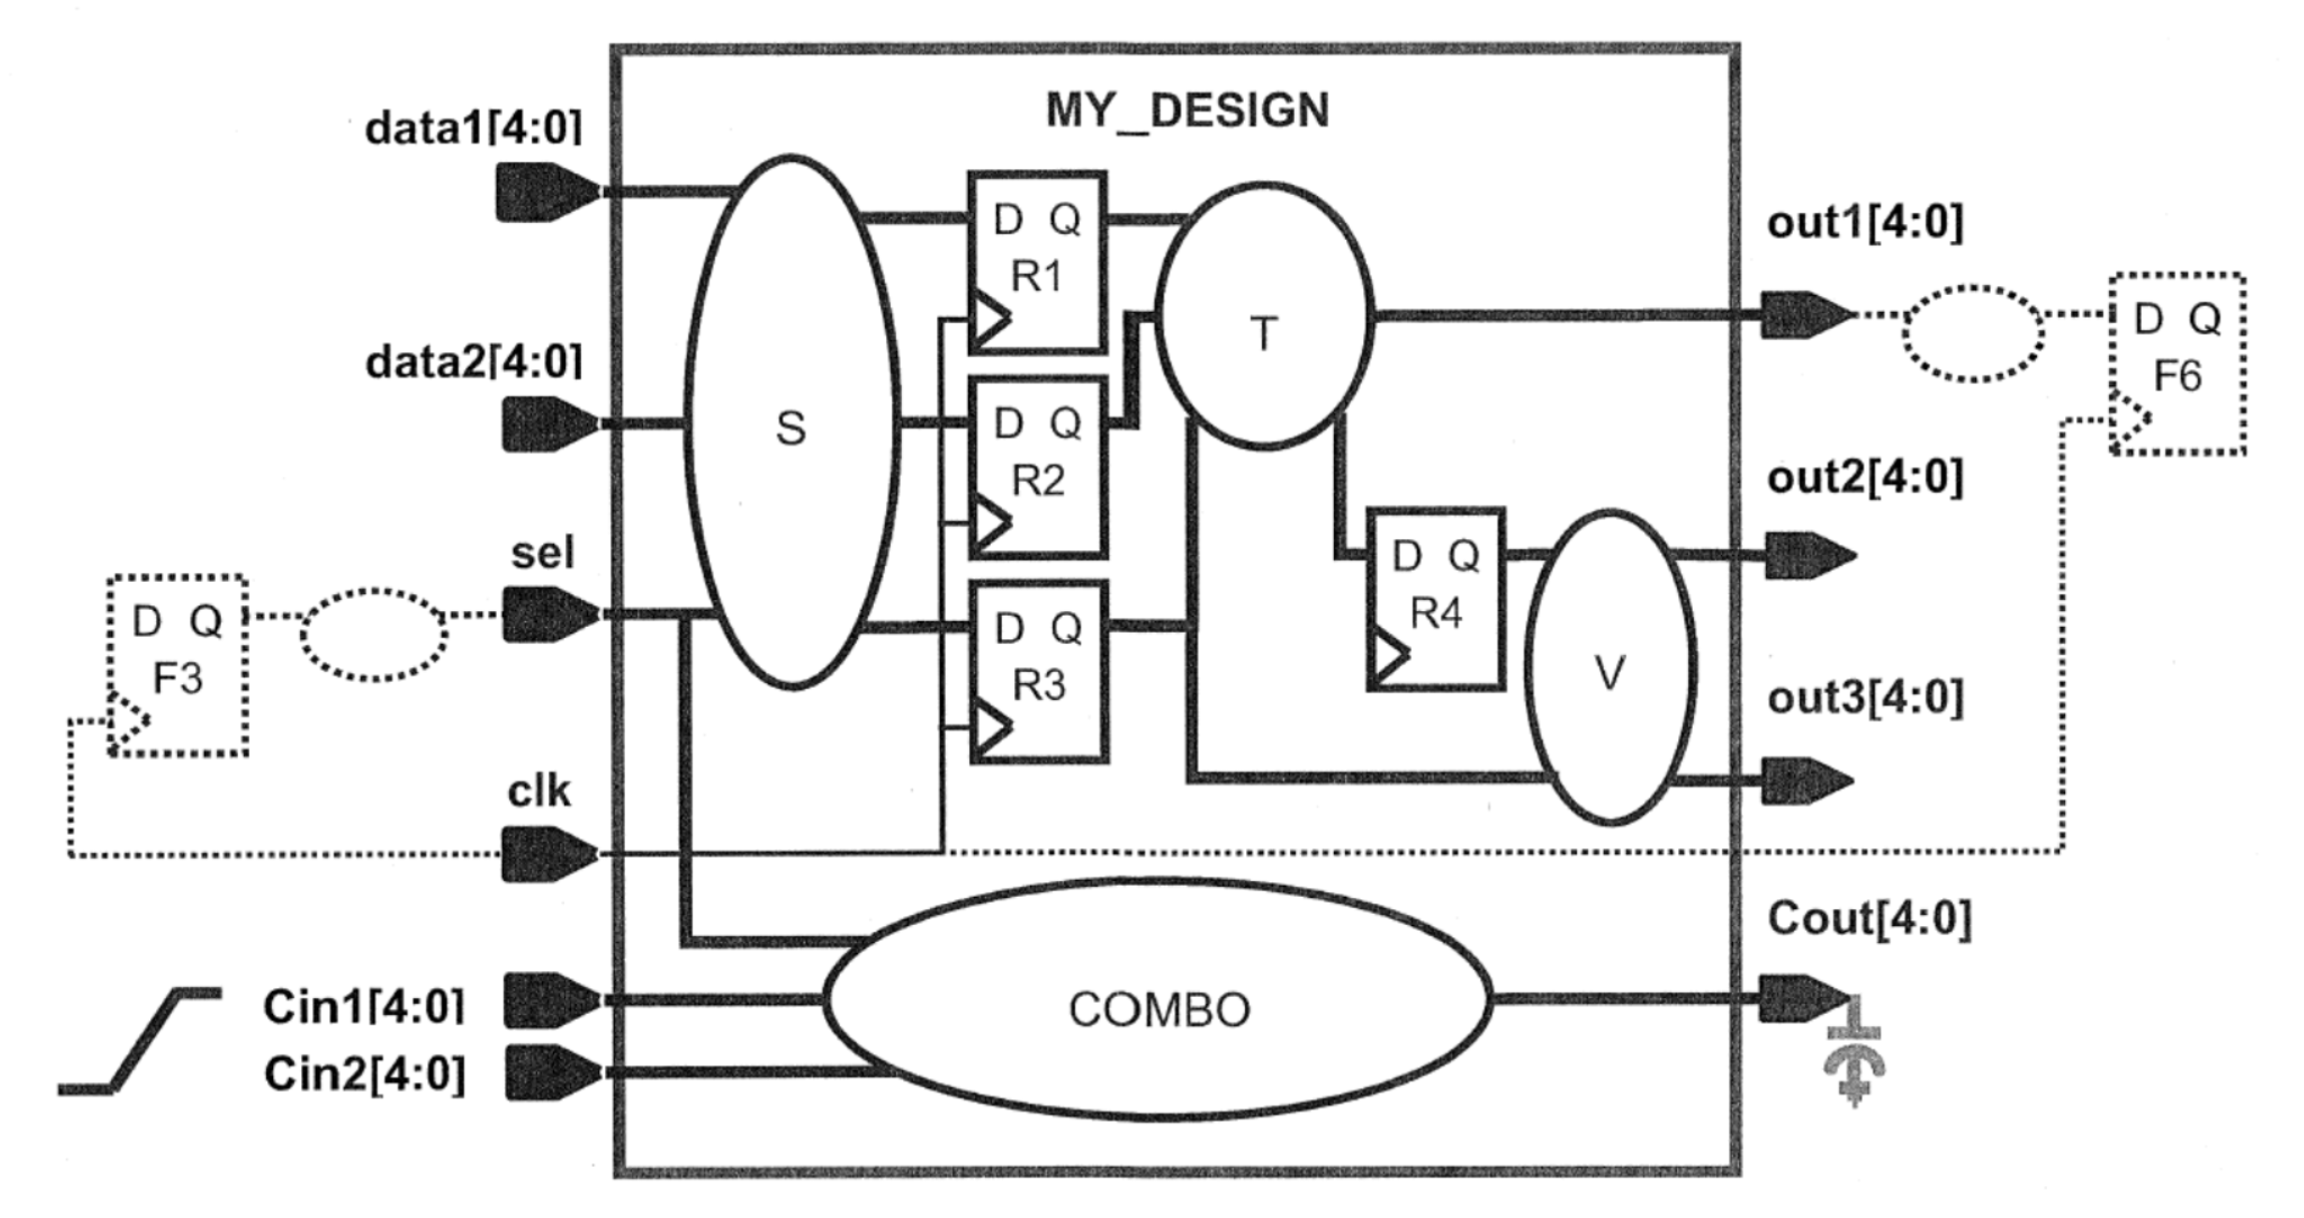 MY_DESIGN
data1[4:0]
data2[4:0]
sel
clk
Cin1[4:0]
Cin2[4:0]
D Q
F3
S
D Q
R1
D Q
R2
D Q
R3
T
D Q
R4
V
COMBO
out1[4:0]
out2[4:0]
out3[4:0]
Cout[4:0]
D Q
F6